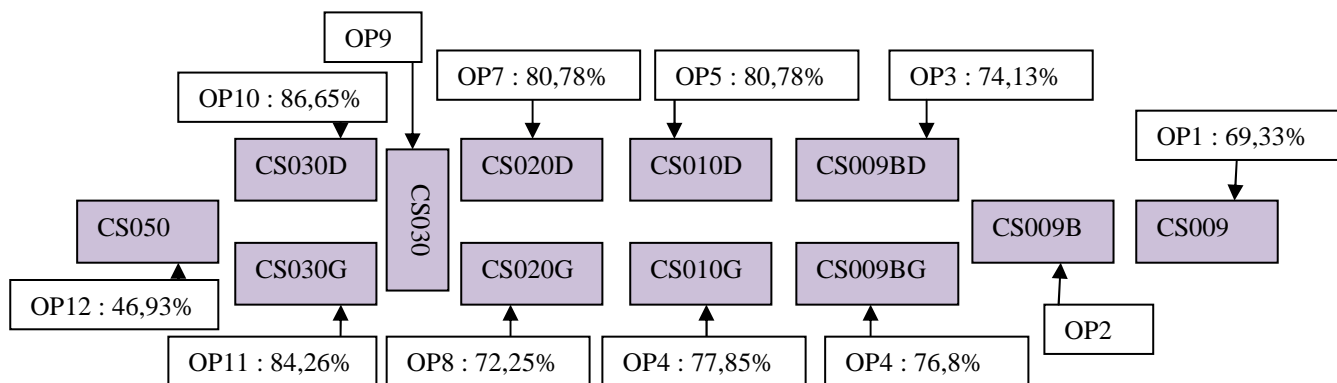 OP9
OP7 : 80,78%
OP5 : 80,78%
OP3 : 74,13%
OP10 : 86,65%
OP1 : 69,33%
CS030D
CS030
CS020D
CS010D
CS009BD
CS050
CS009B
CS009
CS030G
CS020G
CS010G
CS009BG
OP12 : 46,93%
OP2
OP11 : 84,26%
OP8 : 72,25%
OP4 : 77,85%
OP4 : 76,8%